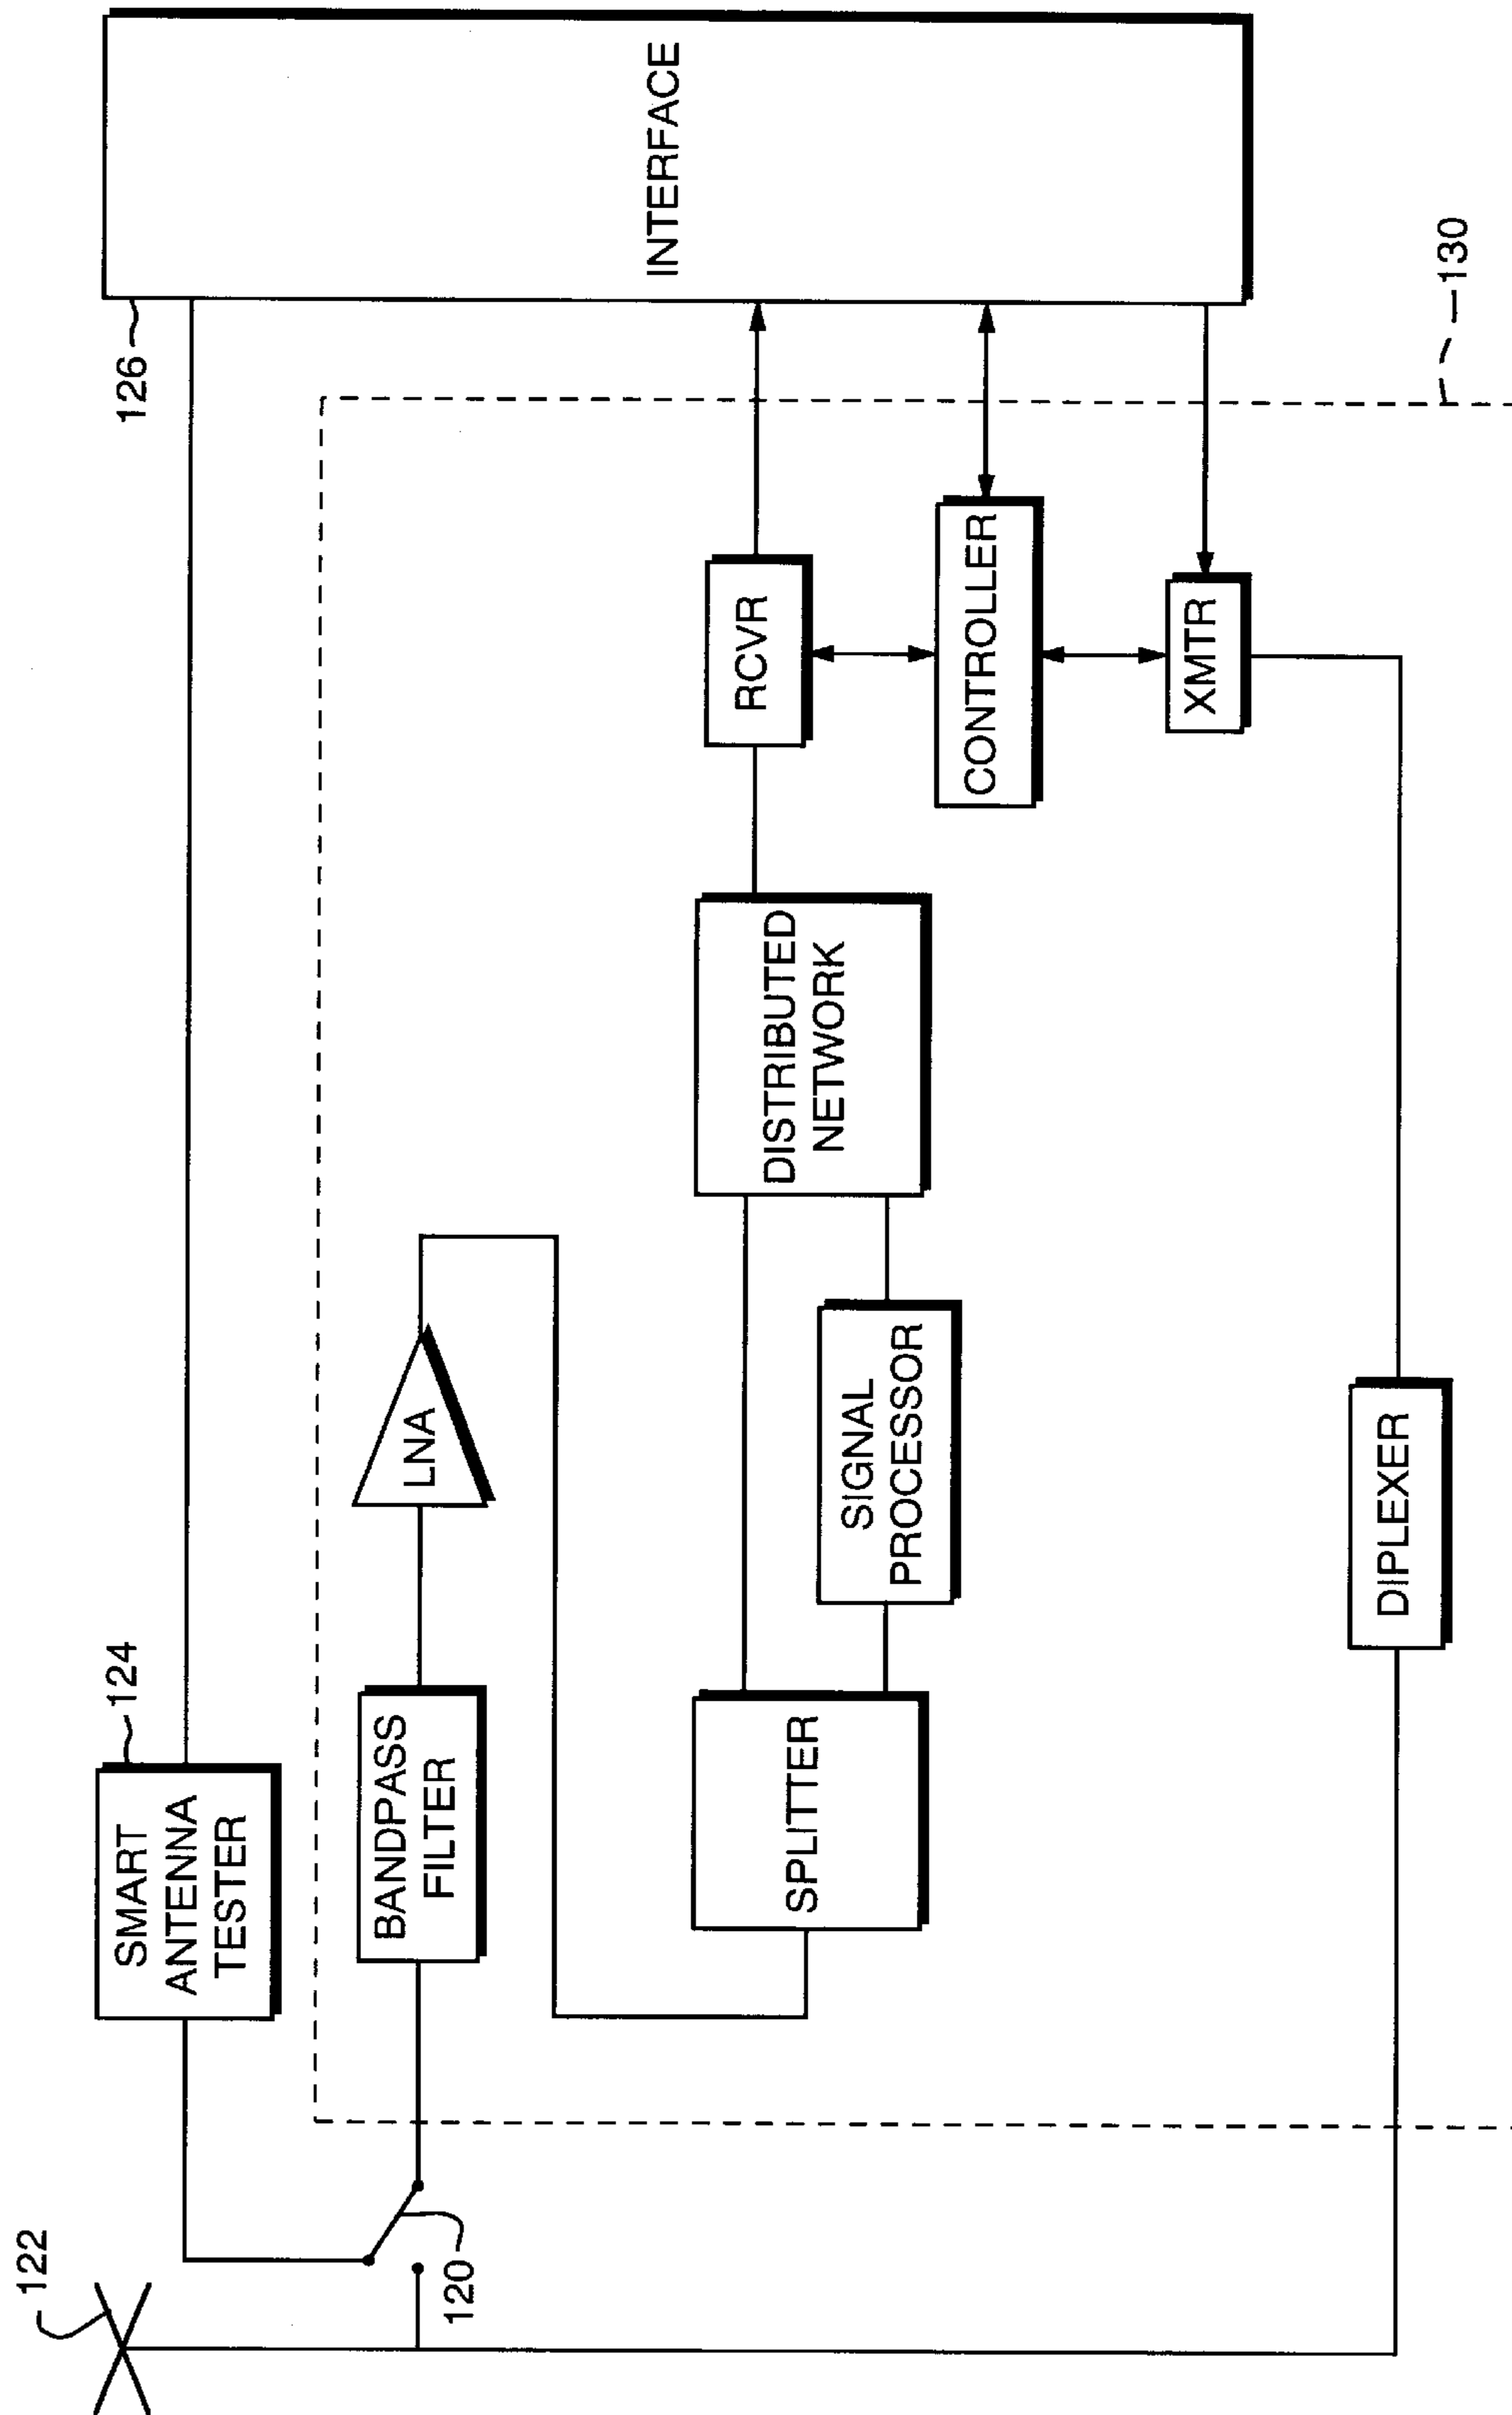 122
SMART
ANTENNA
TESTER
124
126
INTERFACE
120
BANDPASS
FILTER
LNA
SPLITTER
SIGNAL
PROCESSOR
DISTRIBUTED
NETWORK
RCVR
CONTROLLER
XMTR
DIPLEXER
130